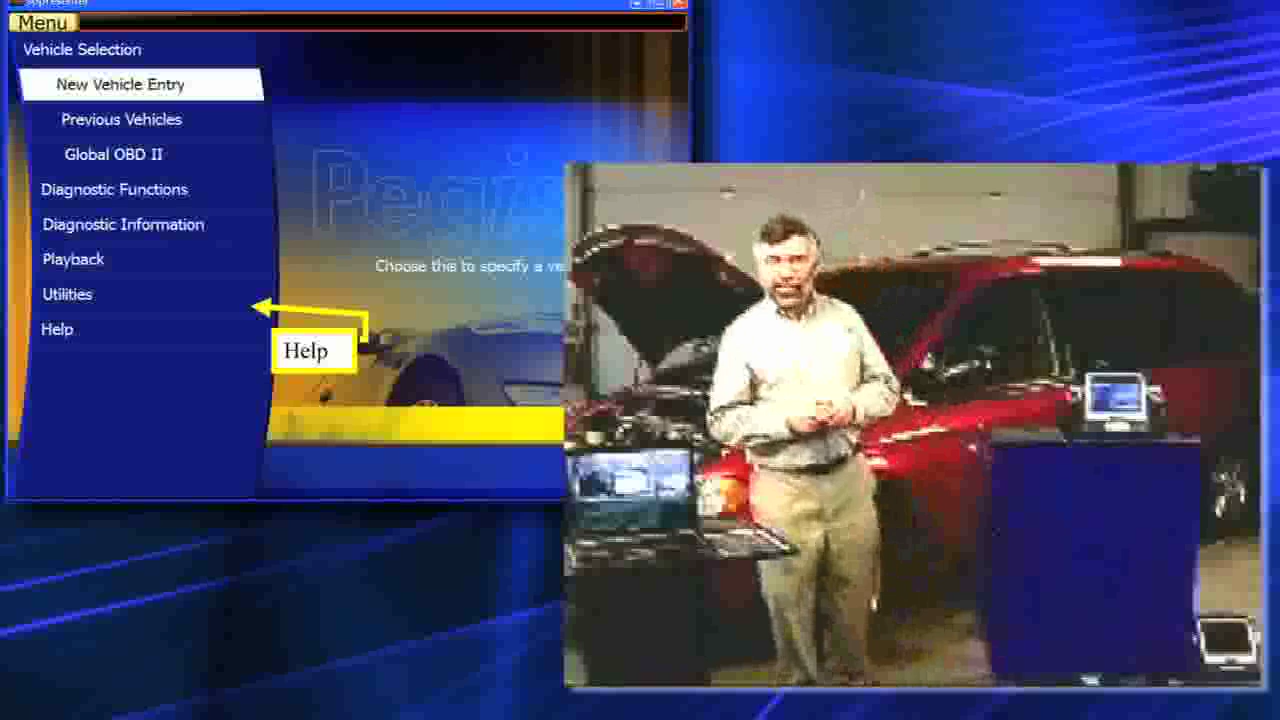 Menu
Vehicle Selection
New Vehicle Entry
Previous Vehicles
Global OBD II
Diagnostic Functions
Diagnostic Information
Playback
Utilities
Help
Choose this to specify a
Help